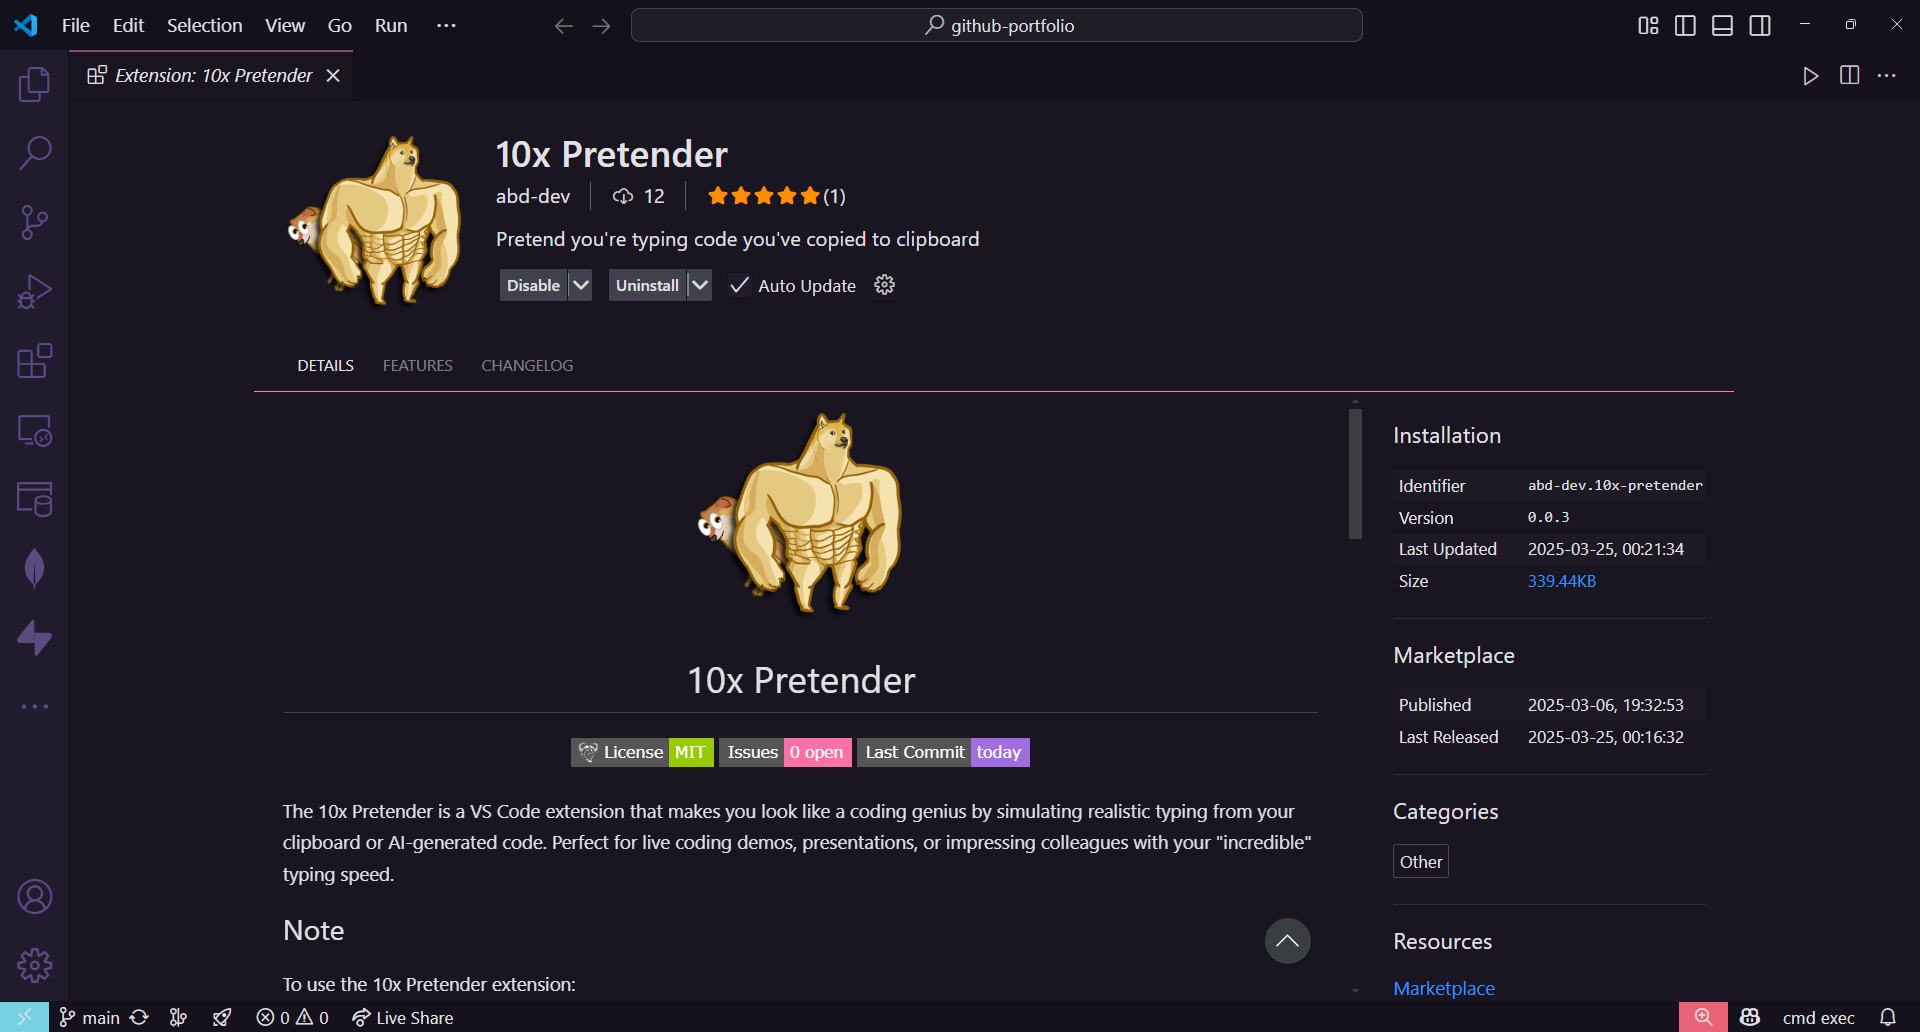 File Edit Selection View Go Run ···
github-portfolio
Extension: 10x Pretender
10x Pretender
abd-dev 12 (1)
Pretend you're typing code you've copied to clipboard
Disable Uninstall Auto Update
DETAILS FEATURES CHANGELOG
10x Pretender
License MIT Issues 0 open Last Commit today
The 10x Pretender is a VS Code extension that makes you look like a coding genius by simulating realistic typing from your
clipboard or AI-generated code. Perfect for live coding demos, presentations, or impressing colleagues with your "incredible"
typing speed.
Note
To use the 10x Pretender extension:
Installation
Identifier abd-dev.10x-pretender
Version 0.0.3
Last Updated 2025-03-25, 00:21:34
Size 339.44KB
Marketplace
Published 2025-03-06, 19:32:53
Last Released 2025-03-25, 00:16:32
Categories
Other
Resources
Marketplace
main 0 0 Live Share cmd exec